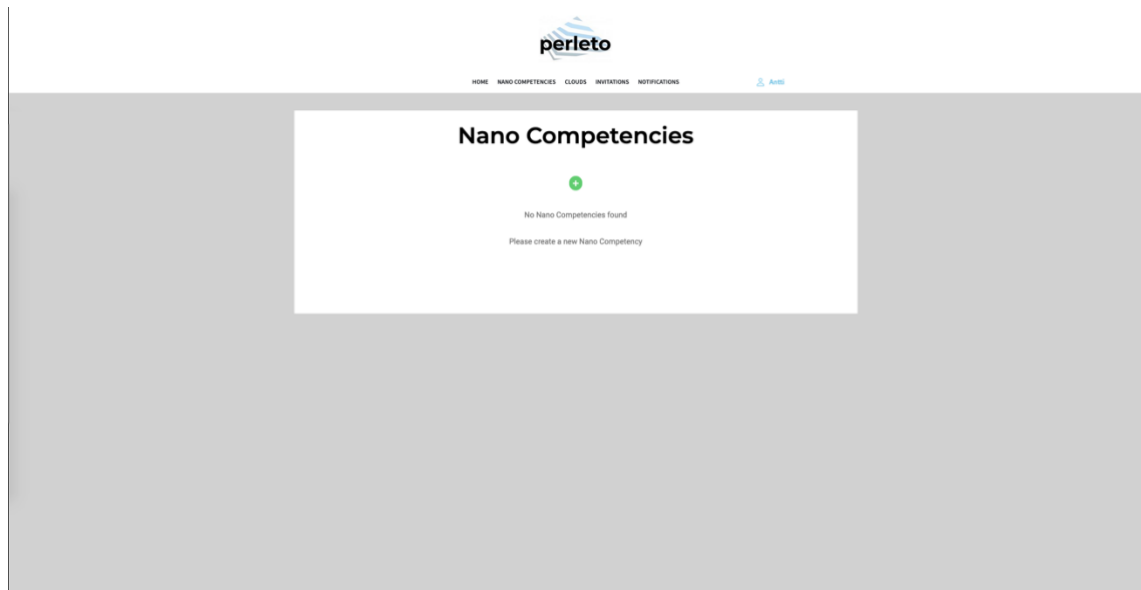 perleto
HOME NANO COMPETENCIES CLOUDS INVITATIONS NOTIFICATIONS Antti
Nano Competencies
No Nano Competencies found
Please create a new Nano Competency